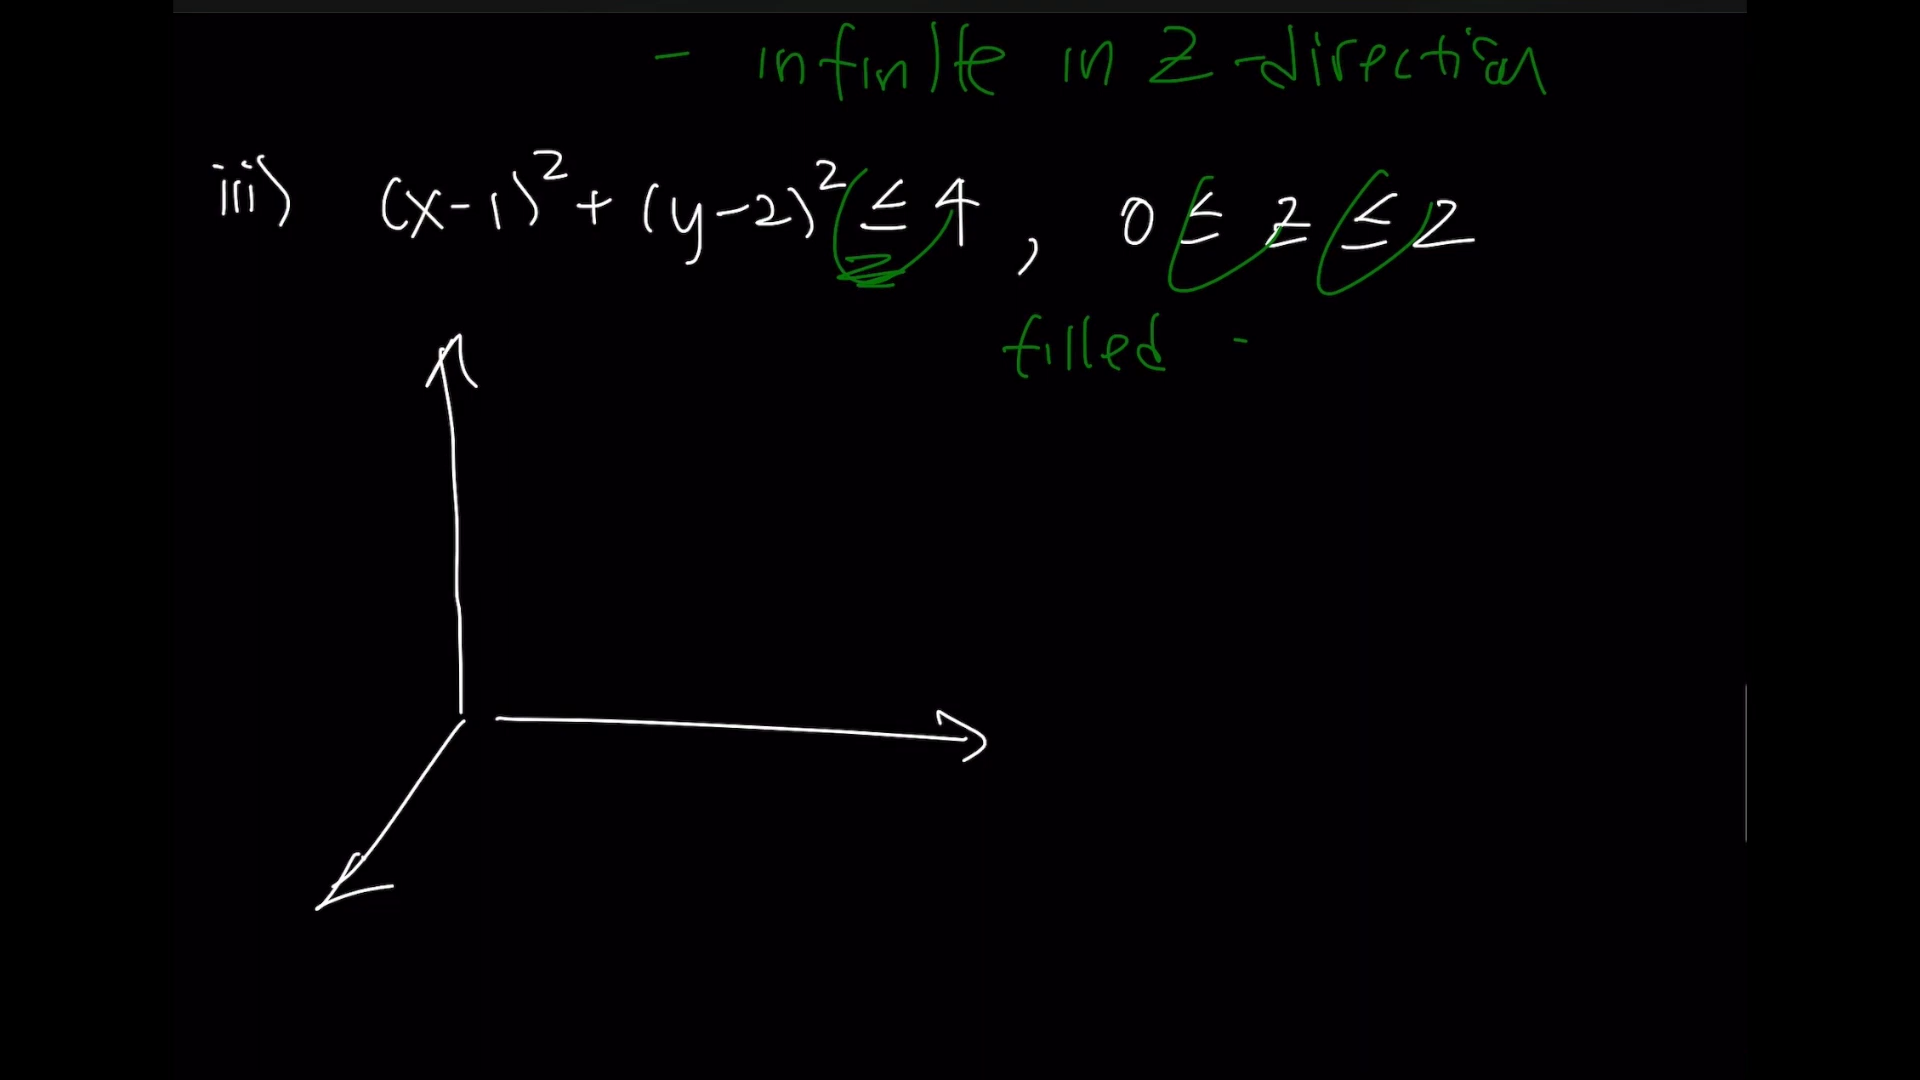 - infinite in z-direction
iii) (x-1)² + (y-2)² ≤ 4 , 0 ≤ z ≤ 2
filled -